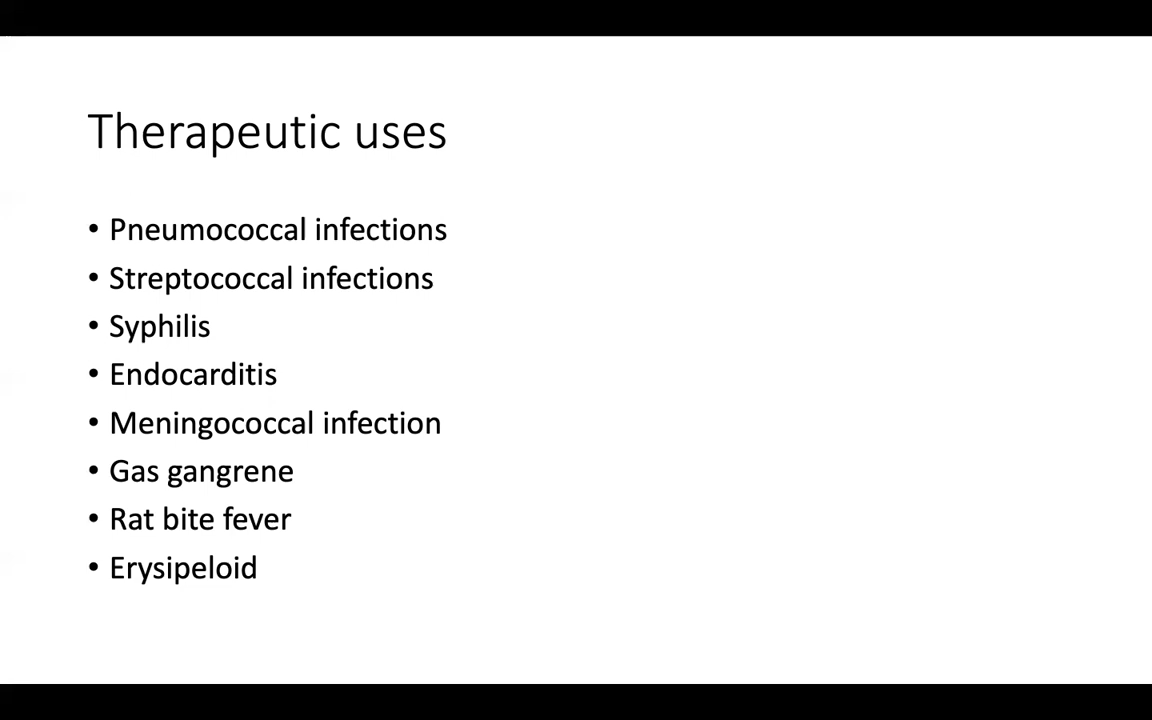 Therapeutic uses
• Pneumococcal infections
• Streptococcal infections
• Syphilis
• Endocarditis
• Meningococcal infection
• Gas gangrene
• Rat bite fever
• Erysipeloid